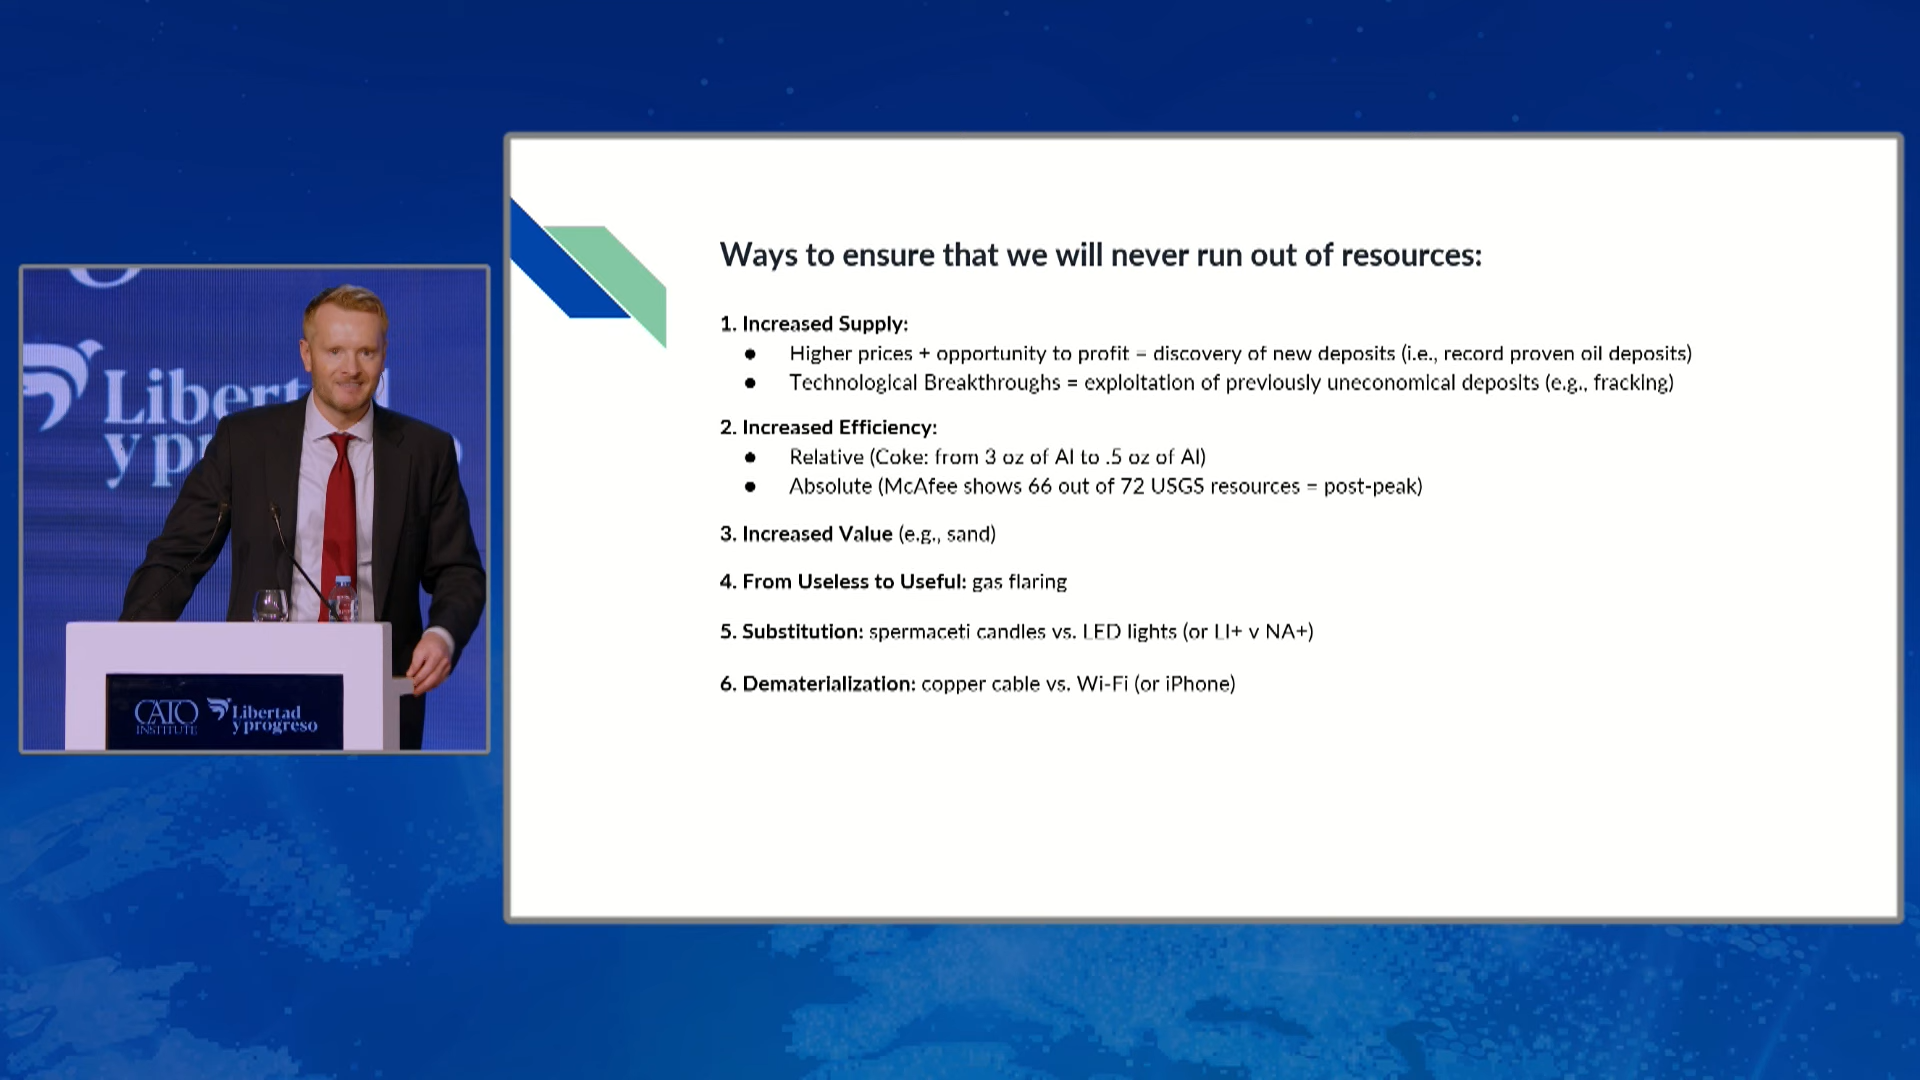 Ways to ensure that we will never run out of resources:
1. Increased Supply:
● Higher prices + opportunity to profit = discovery of new deposits (i.e., record proven oil deposits)
● Technological Breakthroughs = exploitation of previously uneconomical deposits (e.g., fracking)
2. Increased Efficiency:
● Relative (Coke: from 3 oz of Al to .5 oz of Al)
● Absolute (McAfee shows 66 out of 72 USGS resources = post-peak)
3. Increased Value (e.g., sand)
4. From Useless to Useful: gas flaring
5. Substitution: spermaceti candles vs. LED lights (or LI+ v NA+)
6. Dematerialization: copper cable vs. Wi-Fi (or iPhone)
Libert
y p
CATO
INSTITUTE
Libertad
y progreso